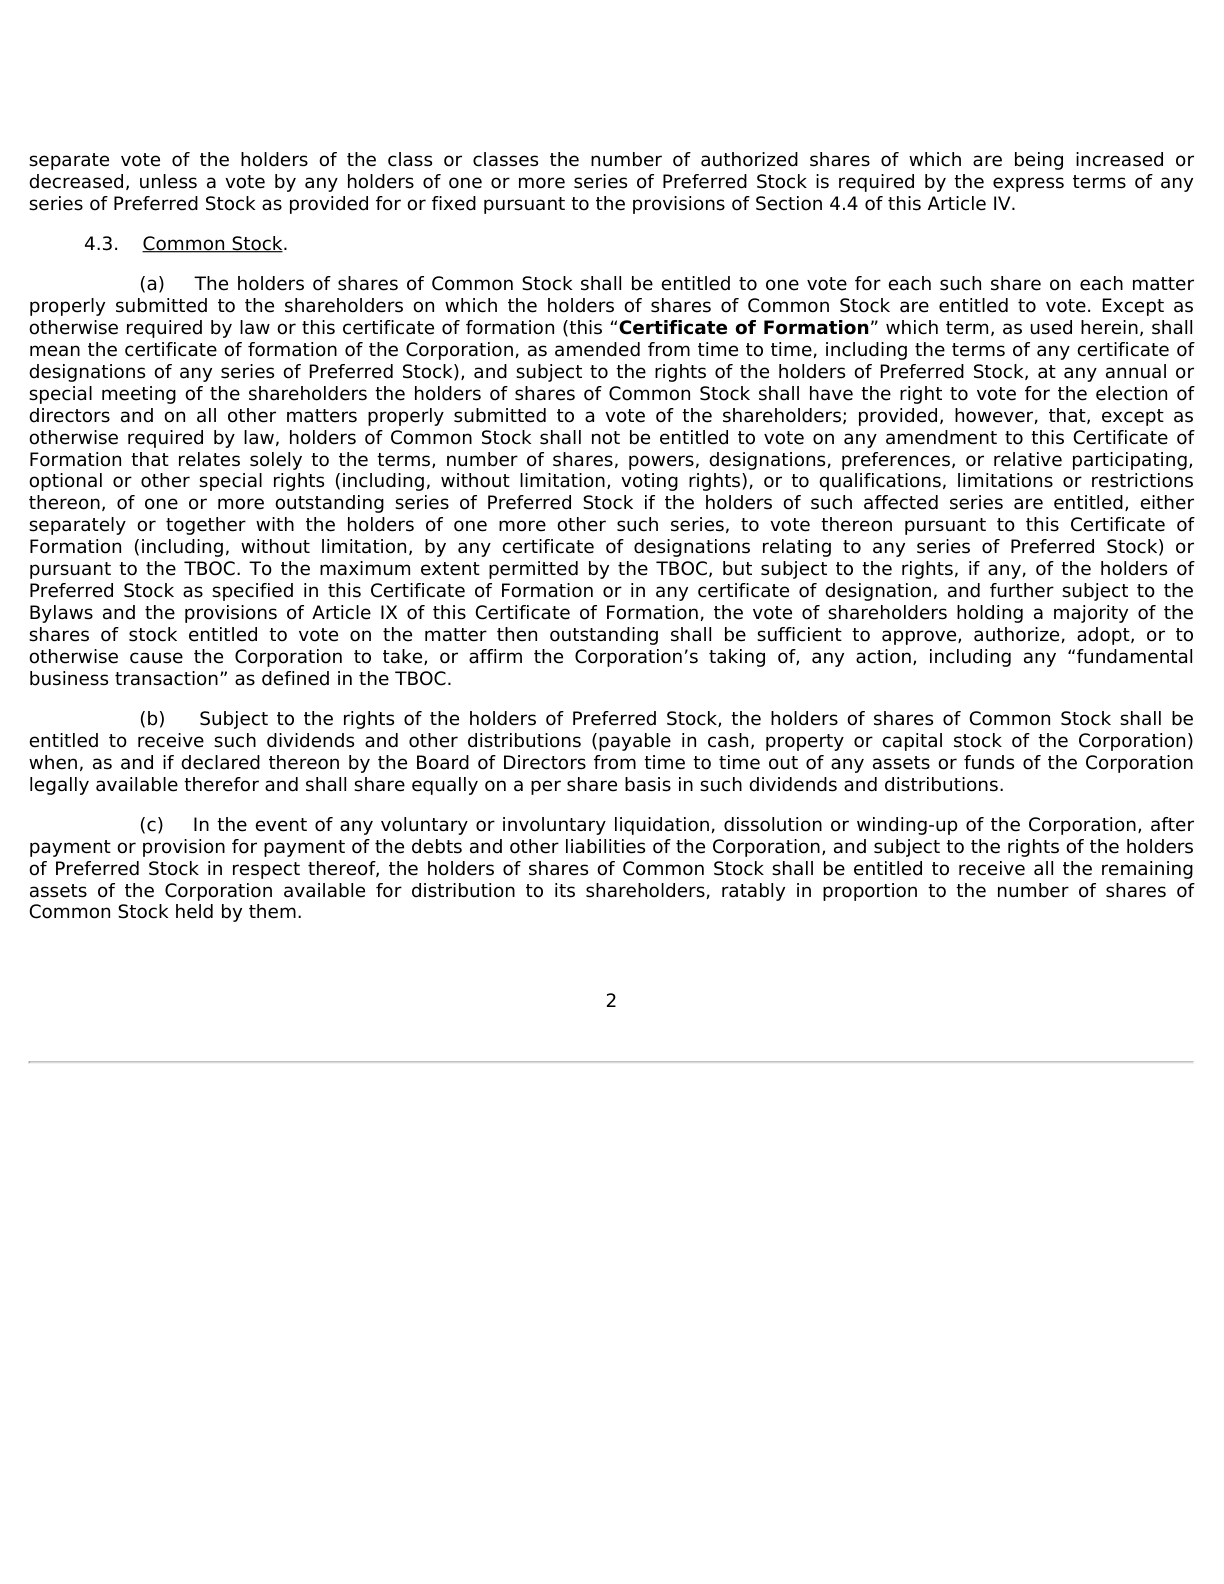 separate vote of the holders of the class or classes the number of authorized shares of which are being increased or
decreased, unless a vote by any holders of one or more series of Preferred Stock is required by the express terms of any
series of Preferred Stock as provided for or fixed pursuant to the provisions of Section 4.4 of this Article IV.
4.3. Common Stock.
(a) The holders of shares of Common Stock shall be entitled to one vote for each such share on each matter
properly submitted to the shareholders on which the holders of shares of Common Stock are entitled to vote. Except as
otherwise required by law or this certificate of formation (this “Certificate of Formation” which term, as used herein, shall
mean the certificate of formation of the Corporation, as amended from time to time, including the terms of any certificate of
designations of any series of Preferred Stock), and subject to the rights of the holders of Preferred Stock, at any annual or
special meeting of the shareholders the holders of shares of Common Stock shall have the right to vote for the election of
directors and on all other matters properly submitted to a vote of the shareholders; provided, however, that, except as
otherwise required by law, holders of Common Stock shall not be entitled to vote on any amendment to this Certificate of
Formation that relates solely to the terms, number of shares, powers, designations, preferences, or relative participating,
optional or other special rights (including, without limitation, voting rights), or to qualifications, limitations or restrictions
thereon, of one or more outstanding series of Preferred Stock if the holders of such affected series are entitled, either
separately or together with the holders of one more other such series, to vote thereon pursuant to this Certificate of
Formation (including, without limitation, by any certificate of designations relating to any series of Preferred Stock) or
pursuant to the TBOC. To the maximum extent permitted by the TBOC, but subject to the rights, if any, of the holders of
Preferred Stock as specified in this Certificate of Formation or in any certificate of designation, and further subject to the
Bylaws and the provisions of Article IX of this Certificate of Formation, the vote of shareholders holding a majority of the
shares of stock entitled to vote on the matter then outstanding shall be sufficient to approve, authorize, adopt, or to
otherwise cause the Corporation to take, or affirm the Corporation’s taking of, any action, including any “fundamental
business transaction” as defined in the TBOC.
(b) Subject to the rights of the holders of Preferred Stock, the holders of shares of Common Stock shall be
entitled to receive such dividends and other distributions (payable in cash, property or capital stock of the Corporation)
when, as and if declared thereon by the Board of Directors from time to time out of any assets or funds of the Corporation
legally available therefor and shall share equally on a per share basis in such dividends and distributions.
(c) In the event of any voluntary or involuntary liquidation, dissolution or winding-up of the Corporation, after
payment or provision for payment of the debts and other liabilities of the Corporation, and subject to the rights of the holders
of Preferred Stock in respect thereof, the holders of shares of Common Stock shall be entitled to receive all the remaining
assets of the Corporation available for distribution to its shareholders, ratably in proportion to the number of shares of
Common Stock held by them.
2